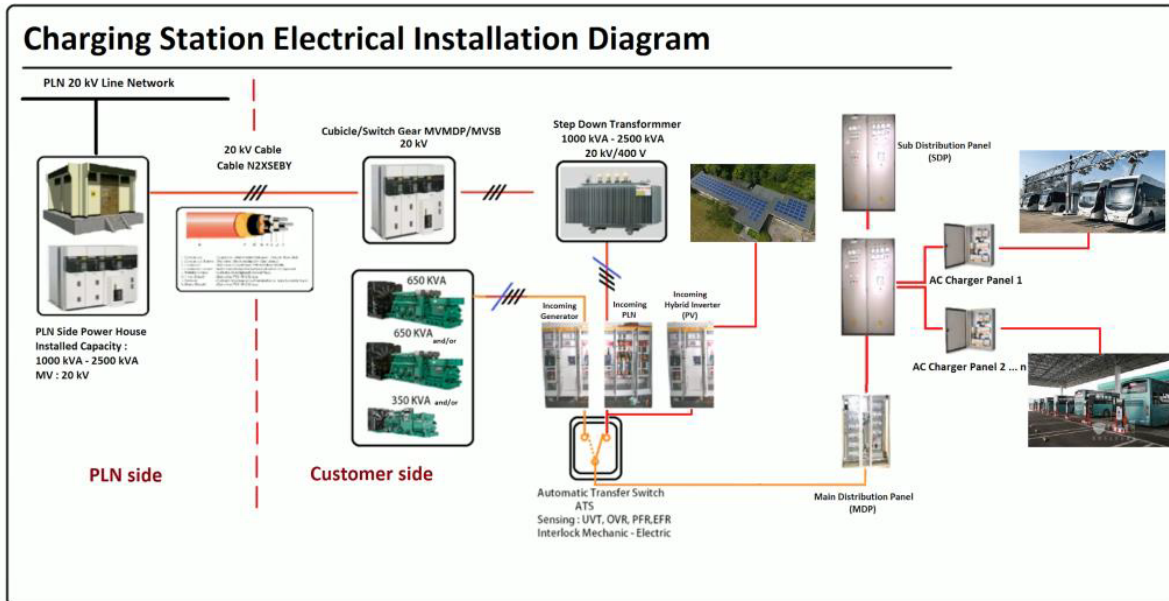 Charging Station Electrical Installation Diagram
PLN 20 kV Line Network
20 kV Cable
Cable N2XSEBY
Cubicle/Switch Gear MVMDP/MVSB
20 kV
Step Down Transformmer
1000 kVA - 2500 kVA
20 kV/400 V
Sub Distribution Panel
(SDP)
PLN Side Power House
Installed Capacity :
1000 kVA - 2500 kVA
MV : 20 kV
650 KVA
and/or
650 KVA
and/or
350 KVA
Incoming
Generator
Incoming
PLN
Incoming
Hybrid Inverter
(PV)
AC Charger Panel 1
AC Charger Panel 2 ... n
PLN side
Customer side
Automatic Transfer Switch
ATS
Sensing : UVT, OVR, PFR,EFR
Interlock Mechanic - Electric
Main Distribution Panel
(MDP)